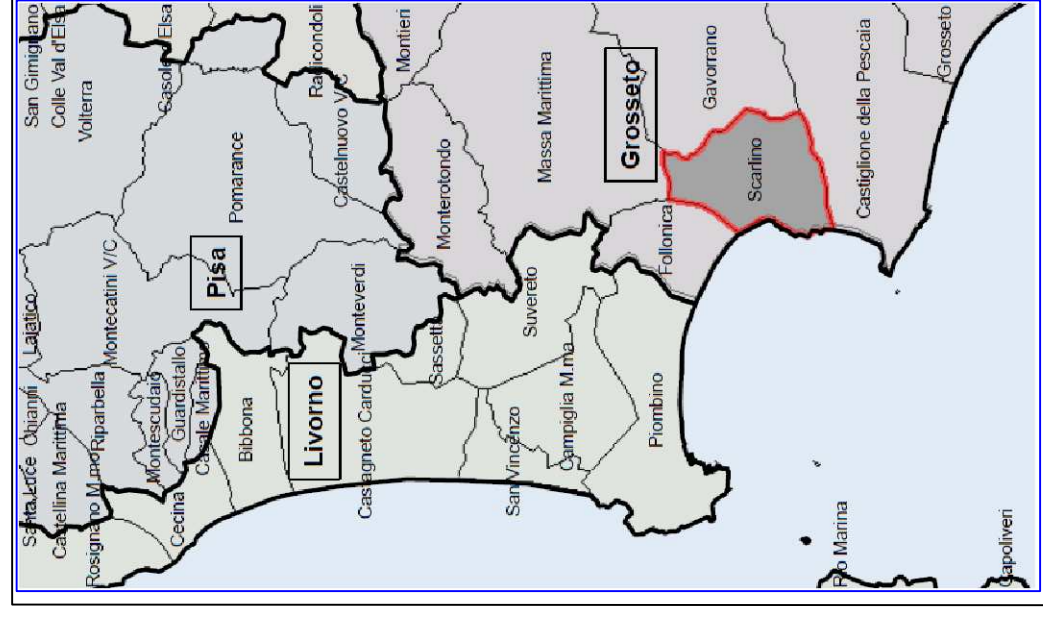 San Gimignano
Colle Val d'Elsa
Volterra
Casole Elsa
Radicondoli
Montieri
Grosseto
Lajatico
Montecatini V/C
Pomarance
Castelnuovo V/C
Monterotondo
Massa Marittima
Gavorrano
Castiglione della Pescaia
Pisa
Grosseto
Scarlino
Santa Luce
Castellina Marittima
Riparbella
Rosignano M.mo
Montescudaio
Guardistallo
Casale Marittimo
Monteverdi
Follonica
Suvereto
Sassetta
Bibbona
Livorno
Cecina
Castagneto Carducci
San Vincenzo
Campiglia M.ma
Piombino
Rio Marina
Capoliveri